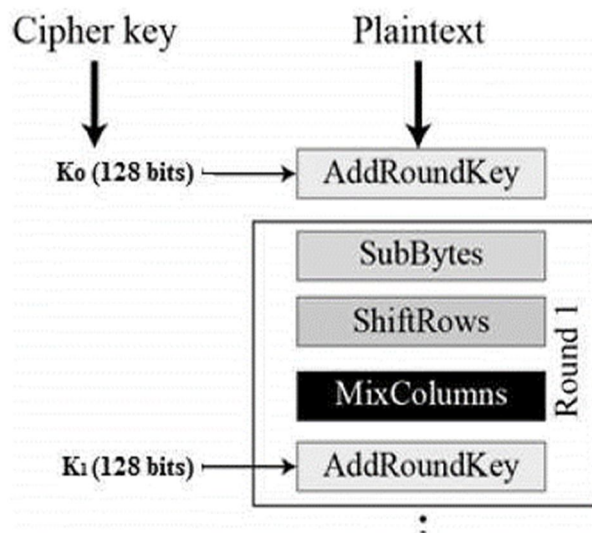 Cipher key
Plaintext
K0 (128 bits)
AddRoundKey
SubBytes
ShiftRows
MixColumns
Round 1
K1 (128 bits)
AddRoundKey